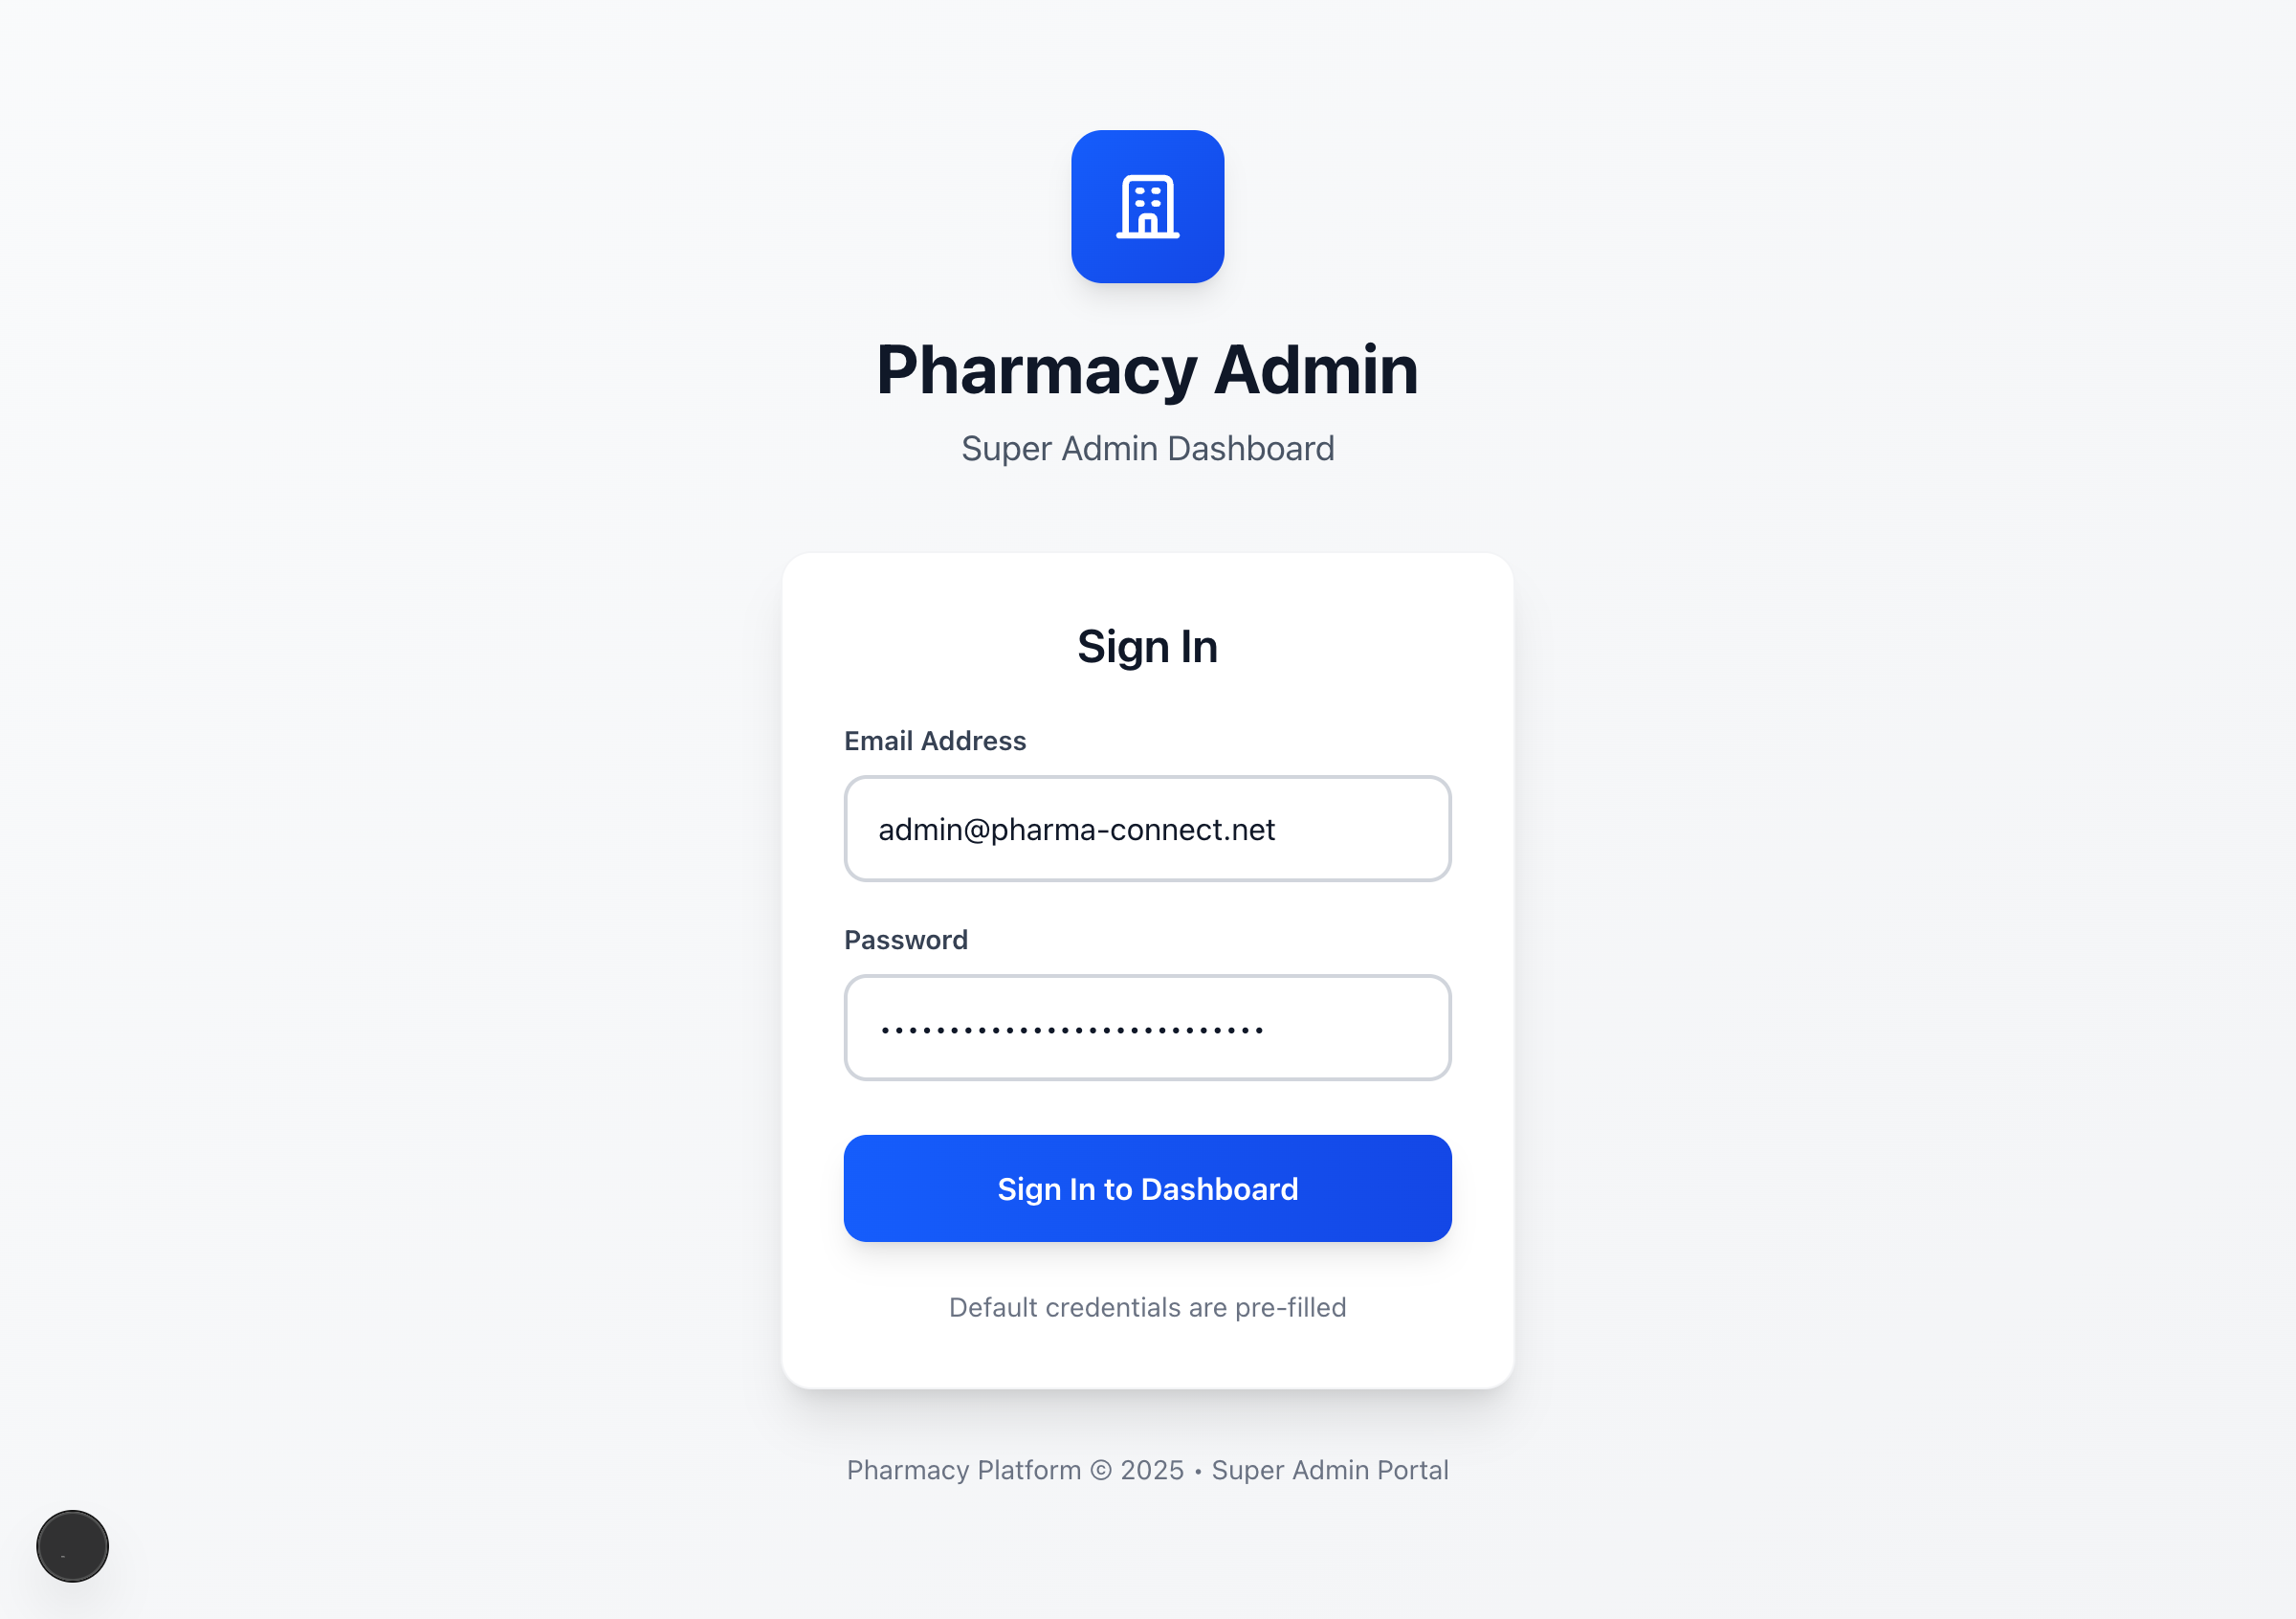 Pharmacy Admin
Super Admin Dashboard
Sign In
Email Address
admin@pharma-connect.net
Password
••••••••••••••••••••••••••••
Sign In to Dashboard
Default credentials are pre-filled
Pharmacy Platform © 2025 • Super Admin Portal